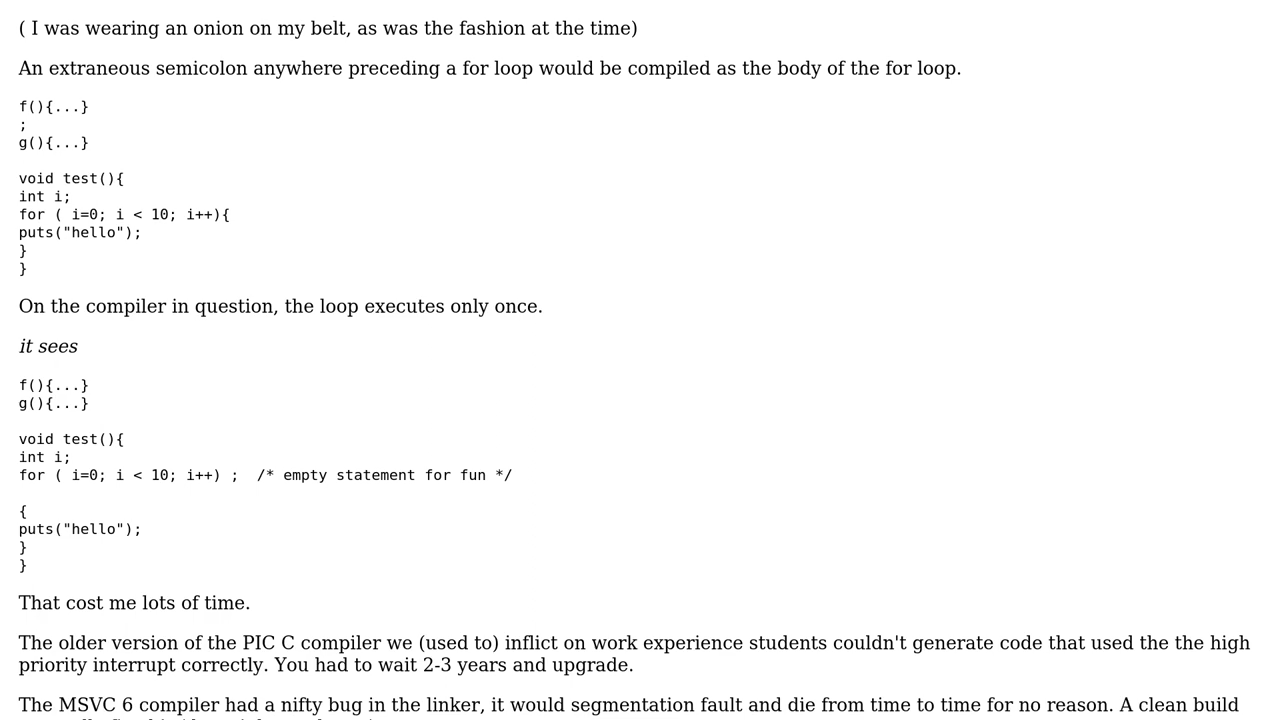 ( I was wearing an onion on my belt, as was the fashion at the time)
An extraneous semicolon anywhere preceding a for loop would be compiled as the body of the for loop.
f(){...}
;
g(){...}
void test(){
int i;
for ( i=0; i < 10; i++){
puts("hello");
}
}
On the compiler in question, the loop executes only once.
it sees
f(){...}
g(){...}
void test(){
int i;
for ( i=0; i < 10; i++) ;  /* empty statement for fun */
{
puts("hello");
}
}
That cost me lots of time.
The older version of the PIC C compiler we (used to) inflict on work experience students couldn't generate code that used the the high
priority interrupt correctly. You had to wait 2-3 years and upgrade.
The MSVC 6 compiler had a nifty bug in the linker, it would segmentation fault and die from time to time for no reason. A clean build